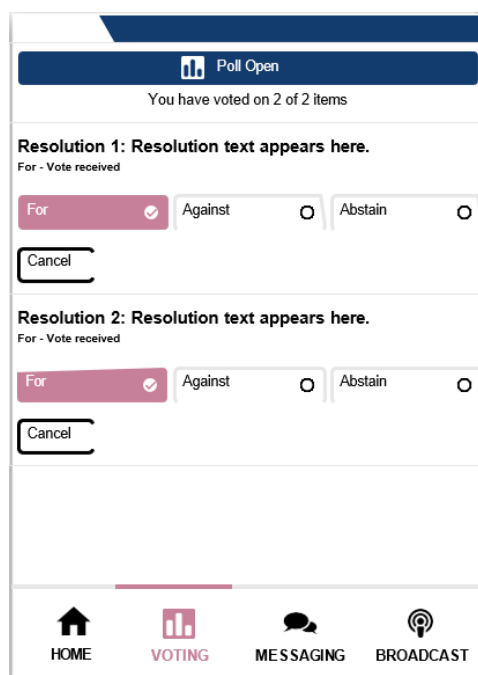 Poll Open
You have voted on 2 of 2 items
Resolution 1: Resolution text appears here.
For - Vote received
For Against Abstain
Cancel
Resolution 2: Resolution text appears here.
For - Vote received
For Against Abstain
Cancel
HOME VOTING MESSAGING BROADCAST